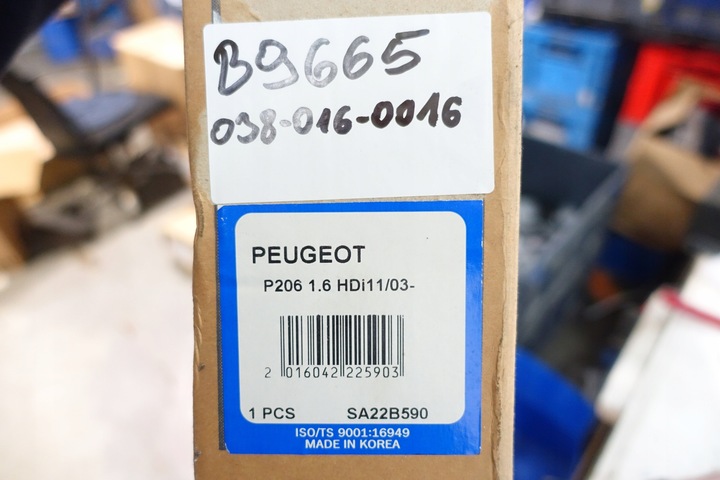 B9665
038-016-0016
PEUGEOT
P206 1.6 HDi11/03-
2 016042 225903
1 PCS SA22B590
ISO/TS 9001:16949
MADE IN KOREA